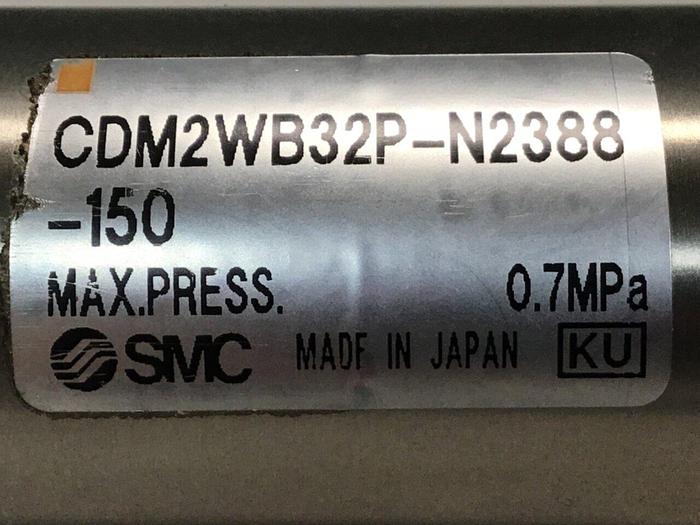 CDM2WB32P-N2388
-150
MAX.PRESS. 0.7MPa
SMC MADE IN JAPAN KU